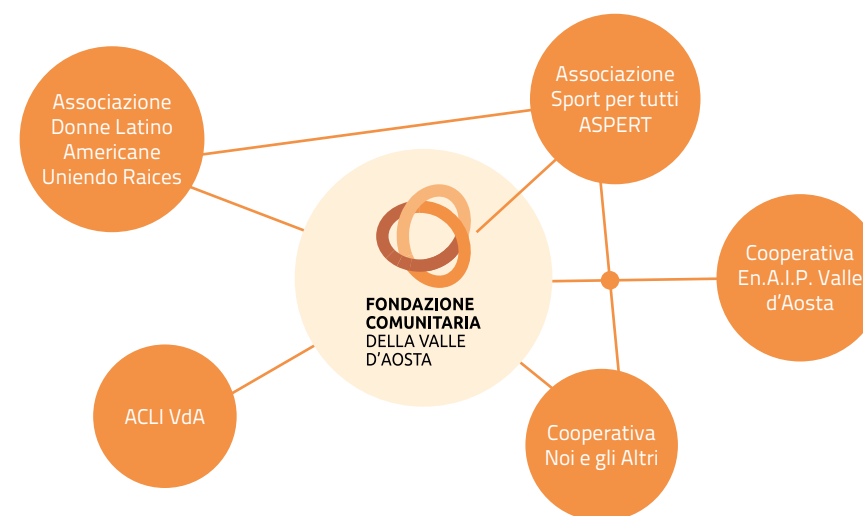 Associazione
Donne Latino
Americane
Uniendo Raices
Associazione
Sport per tutti
ASPERT
FONDAZIONE
COMUNITARIA
DELLA VALLE
D'AOSTA
Cooperativa
En.A.I.P. Valle
d'Aosta
ACLI VdA
Cooperativa
Noi e gli Altri